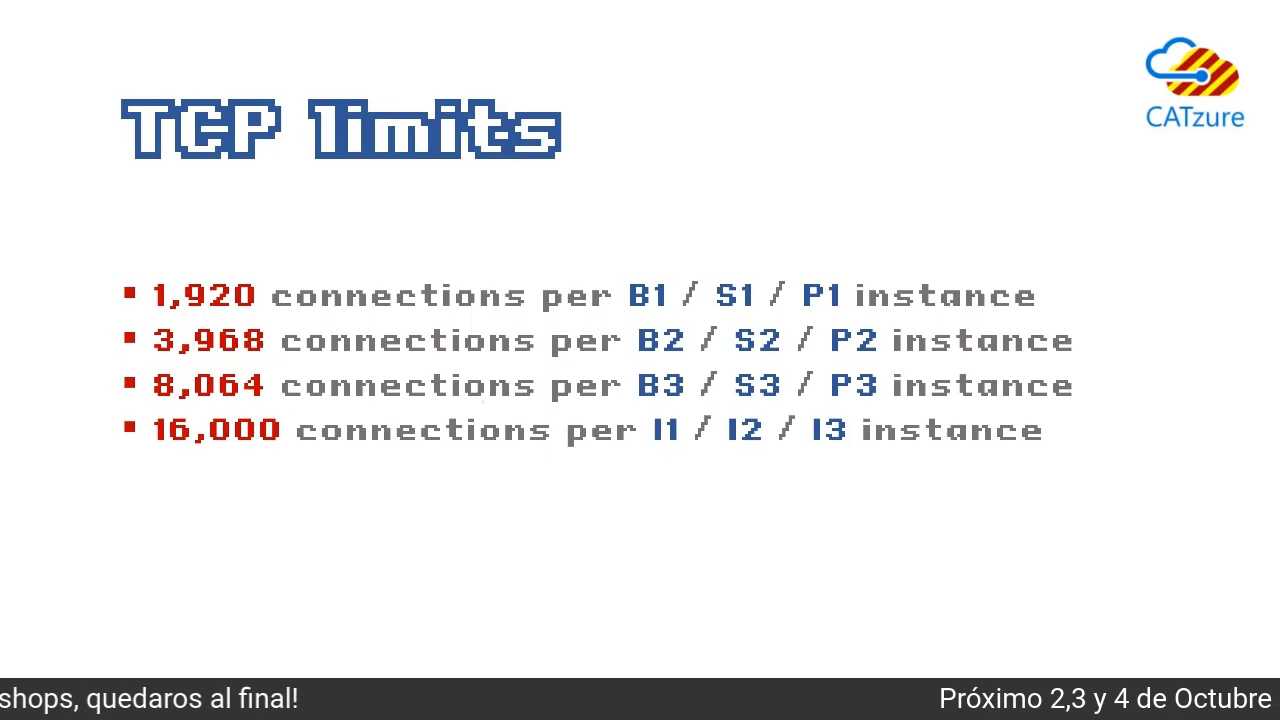 CATzure
TCP limits
▪ 1,920 connections per B1 / S1 / P1 instance
▪ 3,968 connections per B2 / S2 / P2 instance
▪ 8,064 connections per B3 / S3 / P3 instance
▪ 16,000 connections per I1 / I2 / I3 instance
shops, quedaros al final! Próximo 2,3 y 4 de Octubre